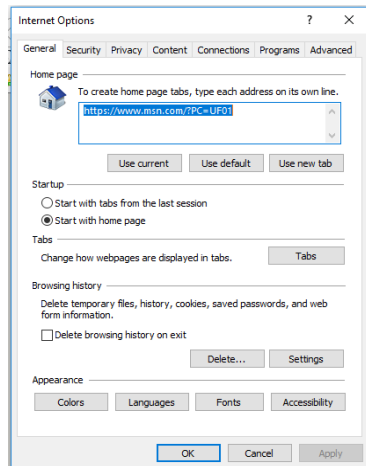 Internet Options ? ×
General Security Privacy Content Connections Programs Advanced
Home page
To create home page tabs, type each address on its own line.
https://www.msn.com/?PC=UF01
Use current Use default Use new tab
Startup
Start with tabs from the last session
Start with home page
Tabs
Change how webpages are displayed in tabs. Tabs
Browsing history
Delete temporary files, history, cookies, saved passwords, and web
form information.
Delete browsing history on exit
Delete... Settings
Appearance
Colors Languages Fonts Accessibility
OK Cancel Apply